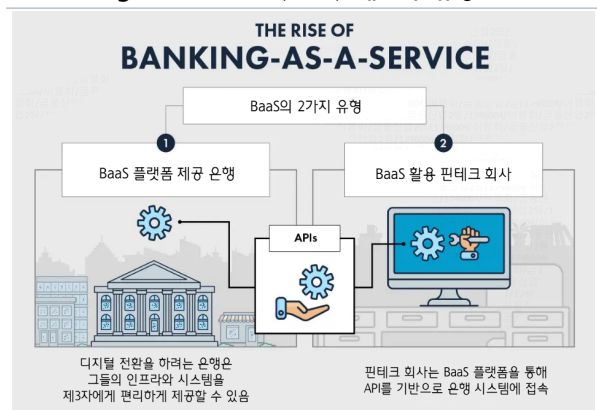 THE RISE OF
BANKING-AS-A-SERVICE
BaaS의 2가지 유형
1
2
BaaS 플랫폼 제공 은행
BaaS 활용 핀테크 회사
APIs
디지털 전환을 하려는 은행은
그들의 인프라와 시스템을
제3자에게 편리하게 제공할 수 있음
핀테크 회사는 BaaS 플랫폼을 통해
API를 기반으로 은행 시스템에 접속